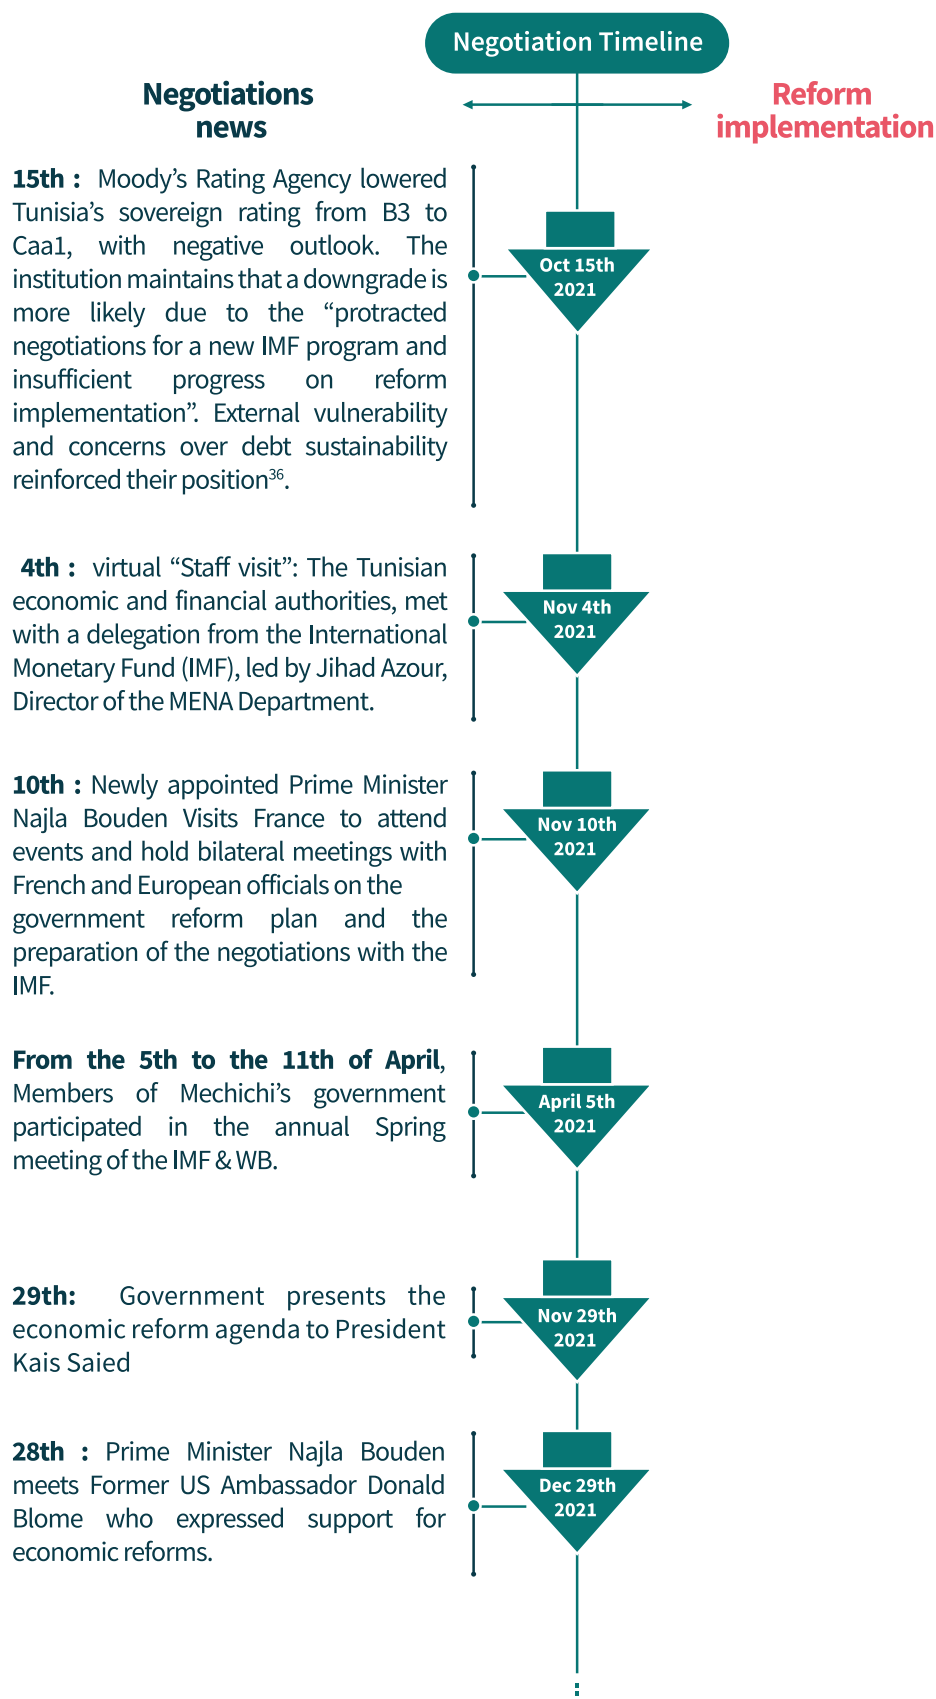 Negotiation Timeline
Negotiations
news
Reform
implementation
15th : Moody’s Rating Agency lowered
Tunisia’s sovereign rating from B3 to
Caa1, with negative outlook. The
institution maintains that a downgrade is
more likely due to the “protracted
negotiations for a new IMF program and
insufficient progress on reform
implementation”. External vulnerability
and concerns over debt sustainability
reinforced their position36.
Oct 15th
2021
4th : virtual “Staff visit”: The Tunisian
economic and financial authorities, met
with a delegation from the International
Monetary Fund (IMF), led by Jihad Azour,
Director of the MENA Department.
Nov 4th
2021
10th : Newly appointed Prime Minister
Najla Bouden Visits France to attend
events and hold bilateral meetings with
French and European officials on the
government reform plan and the
preparation of the negotiations with the
IMF.
Nov 10th
2021
From the 5th to the 11th of April,
Members of Mechichi’s government
participated in the annual Spring
meeting of the IMF & WB.
April 5th
2021
29th: Government presents the
economic reform agenda to President
Kais Saied
Nov 29th
2021
28th : Prime Minister Najla Bouden
meets Former US Ambassador Donald
Blome who expressed support for
economic reforms.
Dec 29th
2021